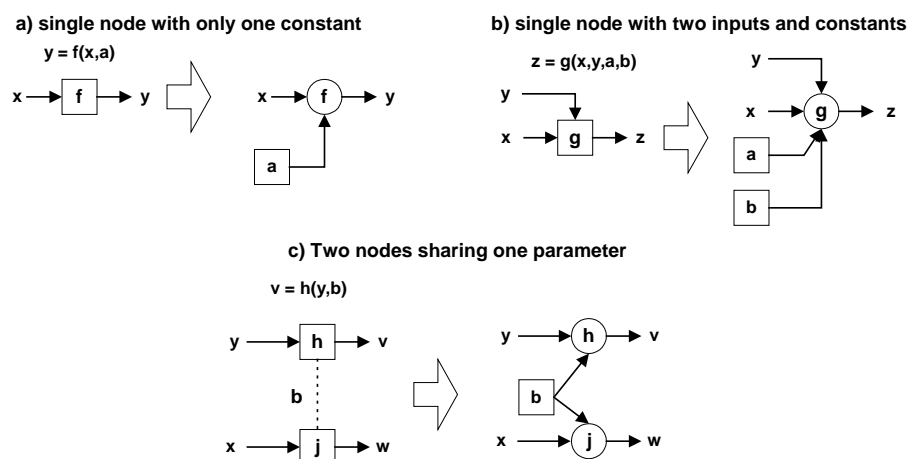 a) single node with only one constant
y = f(x,a)
x f y
x f y
a
b) single node with two inputs and constants
z = g(x,y,a,b)
y
x g z
y
x g z
a
b
c) Two nodes sharing one parameter
v = h(y,b)
y h v
b
x j w
y h v
b
x j w